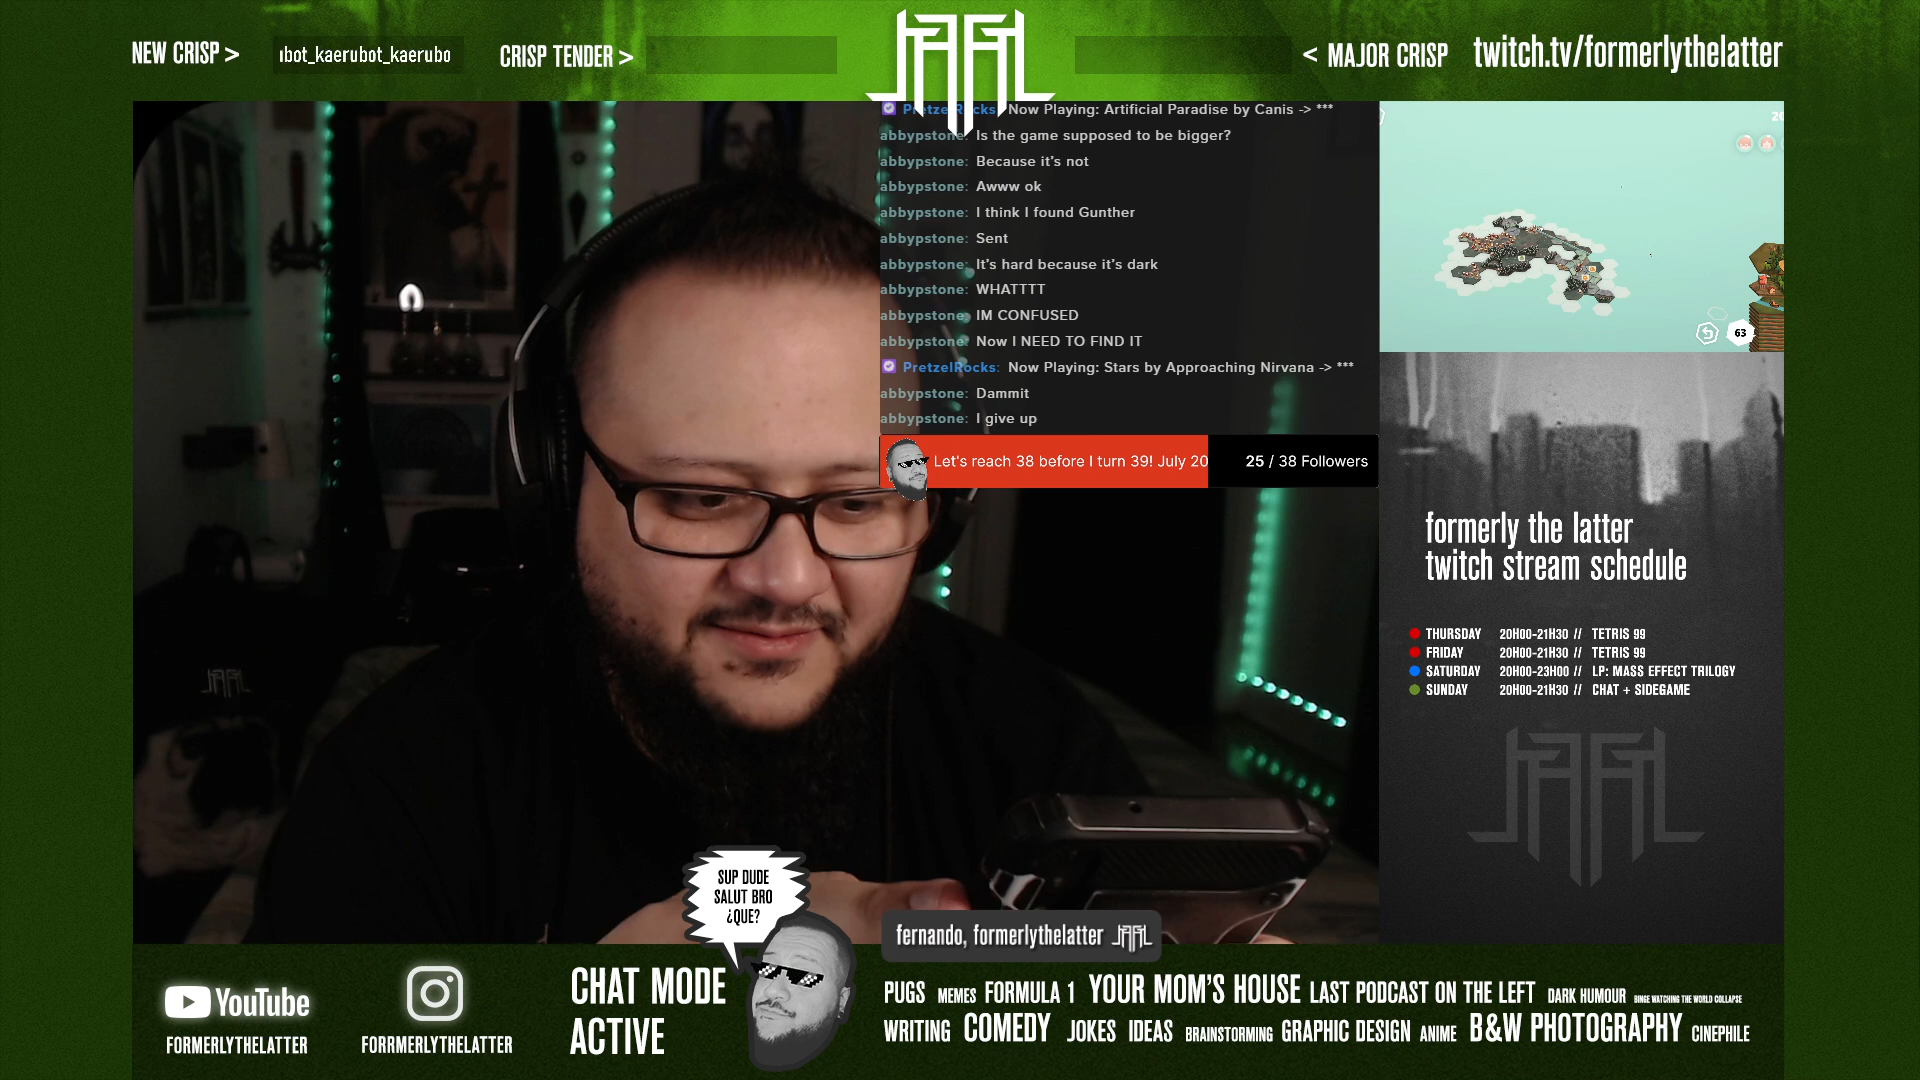 NEW CRISP >
ıbot_kaerubot_kaerubo
CRISP TENDER >
< MAJOR CRISP
twitch.tv/formerlythelatter
PretzelRocks: Now Playing: Artificial Paradise by Canis -> ***
abbypstone: Is the game supposed to be bigger?
abbypstone: Because it's not
abbypstone: Awww ok
abbypstone: I think I found Gunther
abbypstone: Sent
abbypstone: It's hard because it's dark
abbypstone: WHATTTT
abbypstone: IM CONFUSED
abbypstone: Now I NEED TO FIND IT
PretzelRocks: Now Playing: Stars by Approaching Nirvana -> ***
abbypstone: Dammit
abbypstone: I give up
Let's reach 38 before I turn 39! July 20
25 / 38 Followers
20
63
formerly the latter
twitch stream schedule
THURSDAY 20H00-21H30 // TETRIS 99
FRIDAY 20H00-21H30 // TETRIS 99
SATURDAY 20H00-23H00 // LP: MASS EFFECT TRILOGY
SUNDAY 20H00-21H30 // CHAT + SIDEGAME
SUP DUDE
SALUT BRO
¿QUE?
fernando, formerlythelatter
YouTube
FORMERLYTHELATTER
FORRMERLYTHELATTER
CHAT MODE
ACTIVE
PUGS MEMES FORMULA 1 YOUR MOM'S HOUSE LAST PODCAST ON THE LEFT DARK HUMOUR BINGE WATCHING THE WORLD COLLAPSE
WRITING COMEDY JOKES IDEAS BRAINSTORMING GRAPHIC DESIGN ANIME B&W PHOTOGRAPHY CINEPHILE